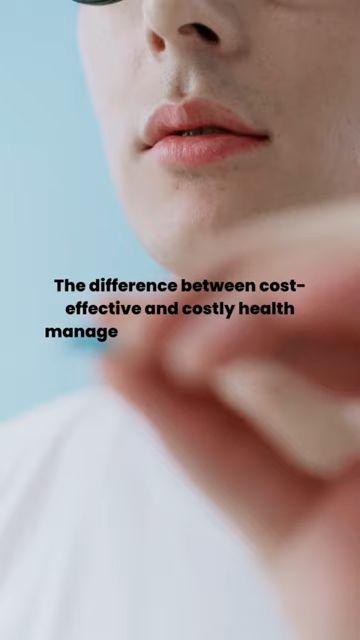 The difference between cost-
effective and costly health
manage